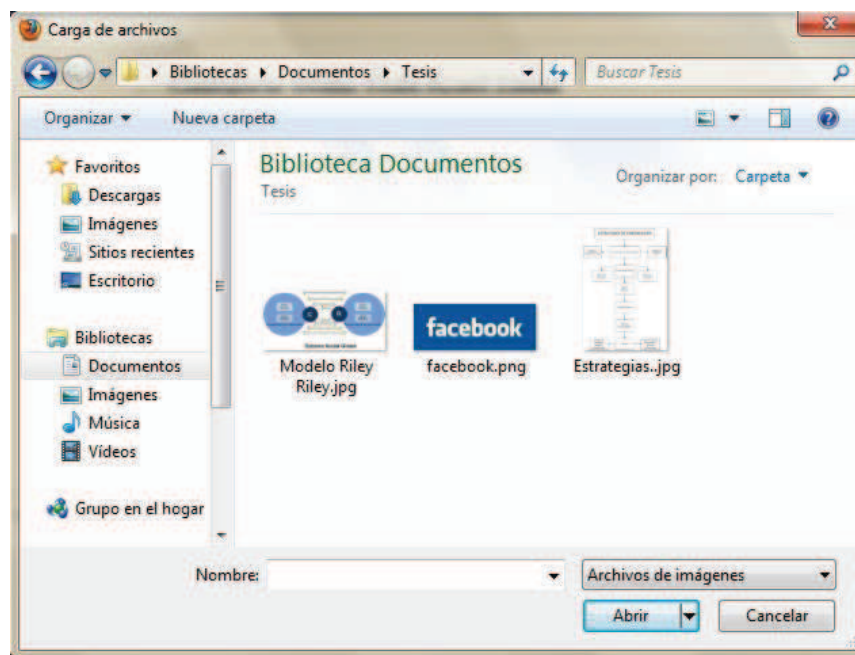 Carga de archivos
Bibliotecas Documentos Tesis
Buscar Tesis
Organizar
Nueva carpeta
Favoritos
Descargas
Imágenes
Sitios recientes
Escritorio
Bibliotecas
Documentos
Imágenes
Música
Vídeos
Grupo en el hogar
Biblioteca Documentos
Tesis
Organizar por: Carpeta
facebook
Modelo Riley
Riley.jpg
facebook.png
Estrategias..jpg
Nombre:
Archivos de imágenes
Abrir
Cancelar